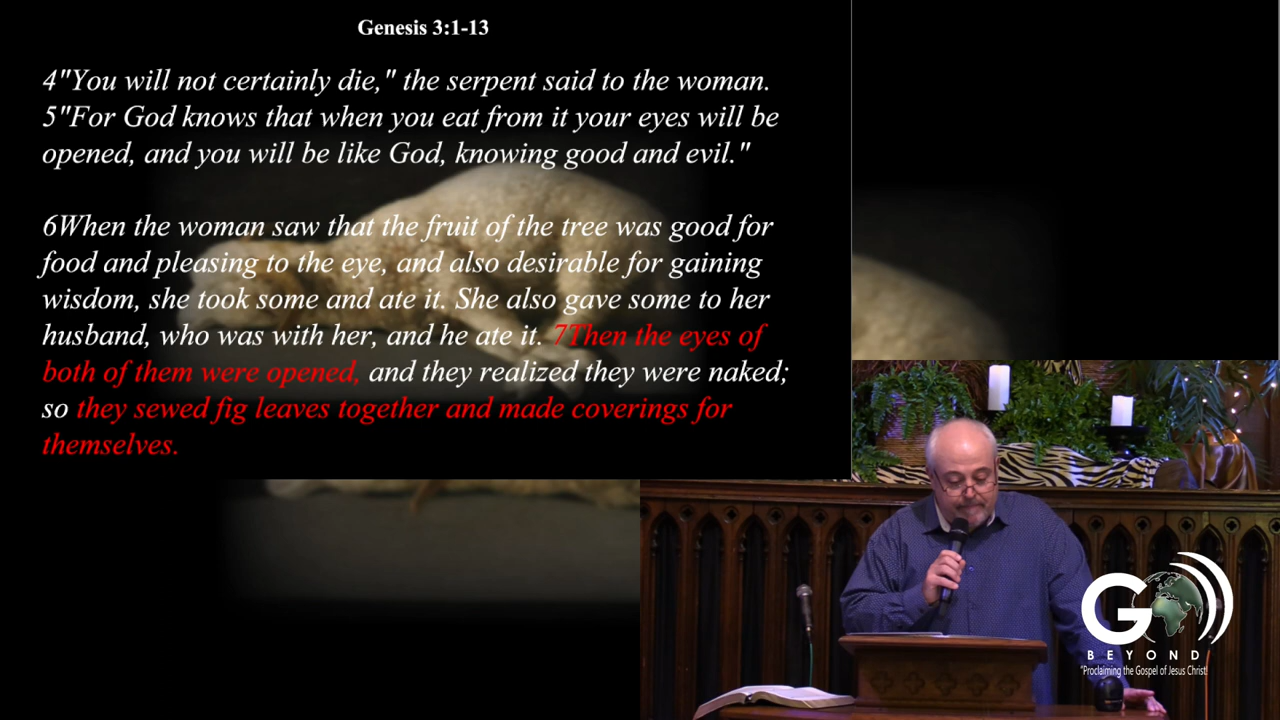 Genesis 3:1-13
4"You will not certainly die," the serpent said to the woman.
5"For God knows that when you eat from it your eyes will be
opened, and you will be like God, knowing good and evil."
6When the woman saw that the fruit of the tree was good for
food and pleasing to the eye, and also desirable for gaining
wisdom, she took some and ate it. She also gave some to her
husband, who was with her, and he ate it. 7Then the eyes of
both of them were opened, and they realized they were naked;
so they sewed fig leaves together and made coverings for
themselves.
GO
BEYOND
"Proclaiming the Gospel of Jesus Christ!